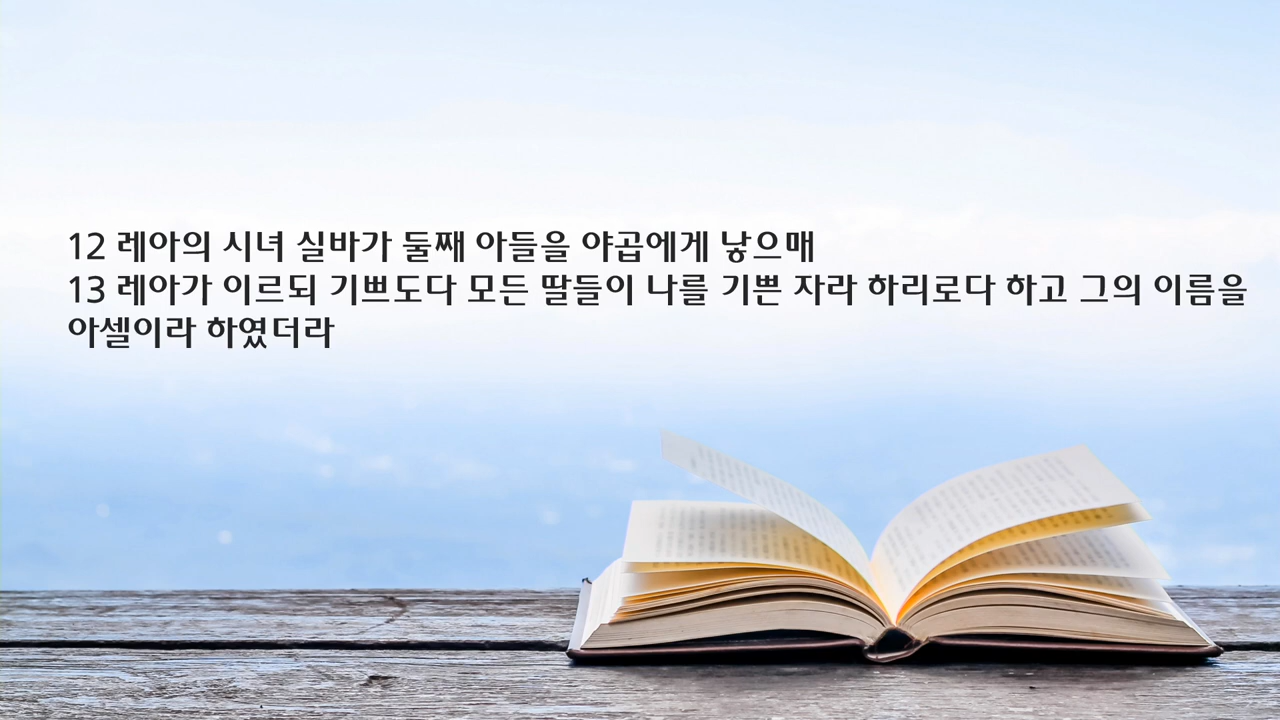 12 레아의 시녀 실바가 둘째 아들을 야곱에게 낳으매
13 레아가 이르되 기쁘도다 모든 딸들이 나를 기쁜 자라 하리로다 하고 그의 이름을
아셀이라 하였더라